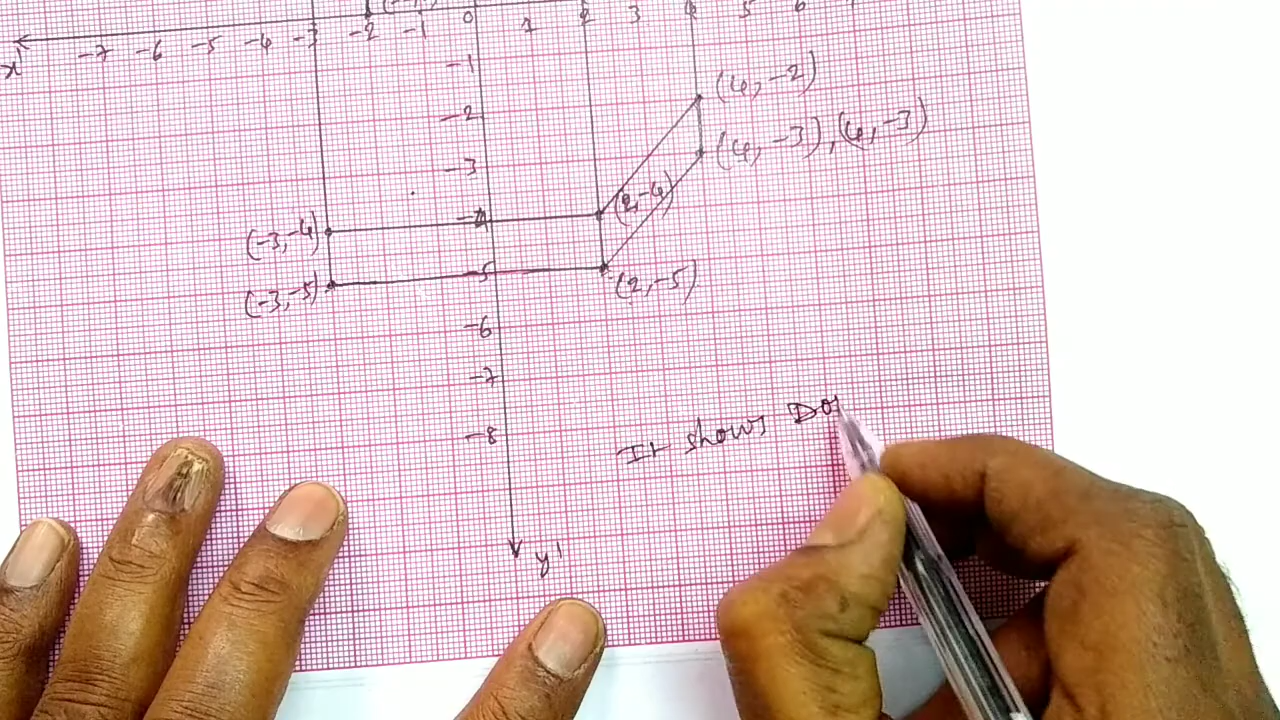 -7 -6 -5 -4 -3 -2 -1 0 1 2 3 4 5 6
x'
-1
(4, -2)
-2
(4, -3), (4, -3)
-3
(-3, -4) -4 (2, -4)
(-3, -5) -5 (2, -5)
-6
-7
It shows Do
-8
y'